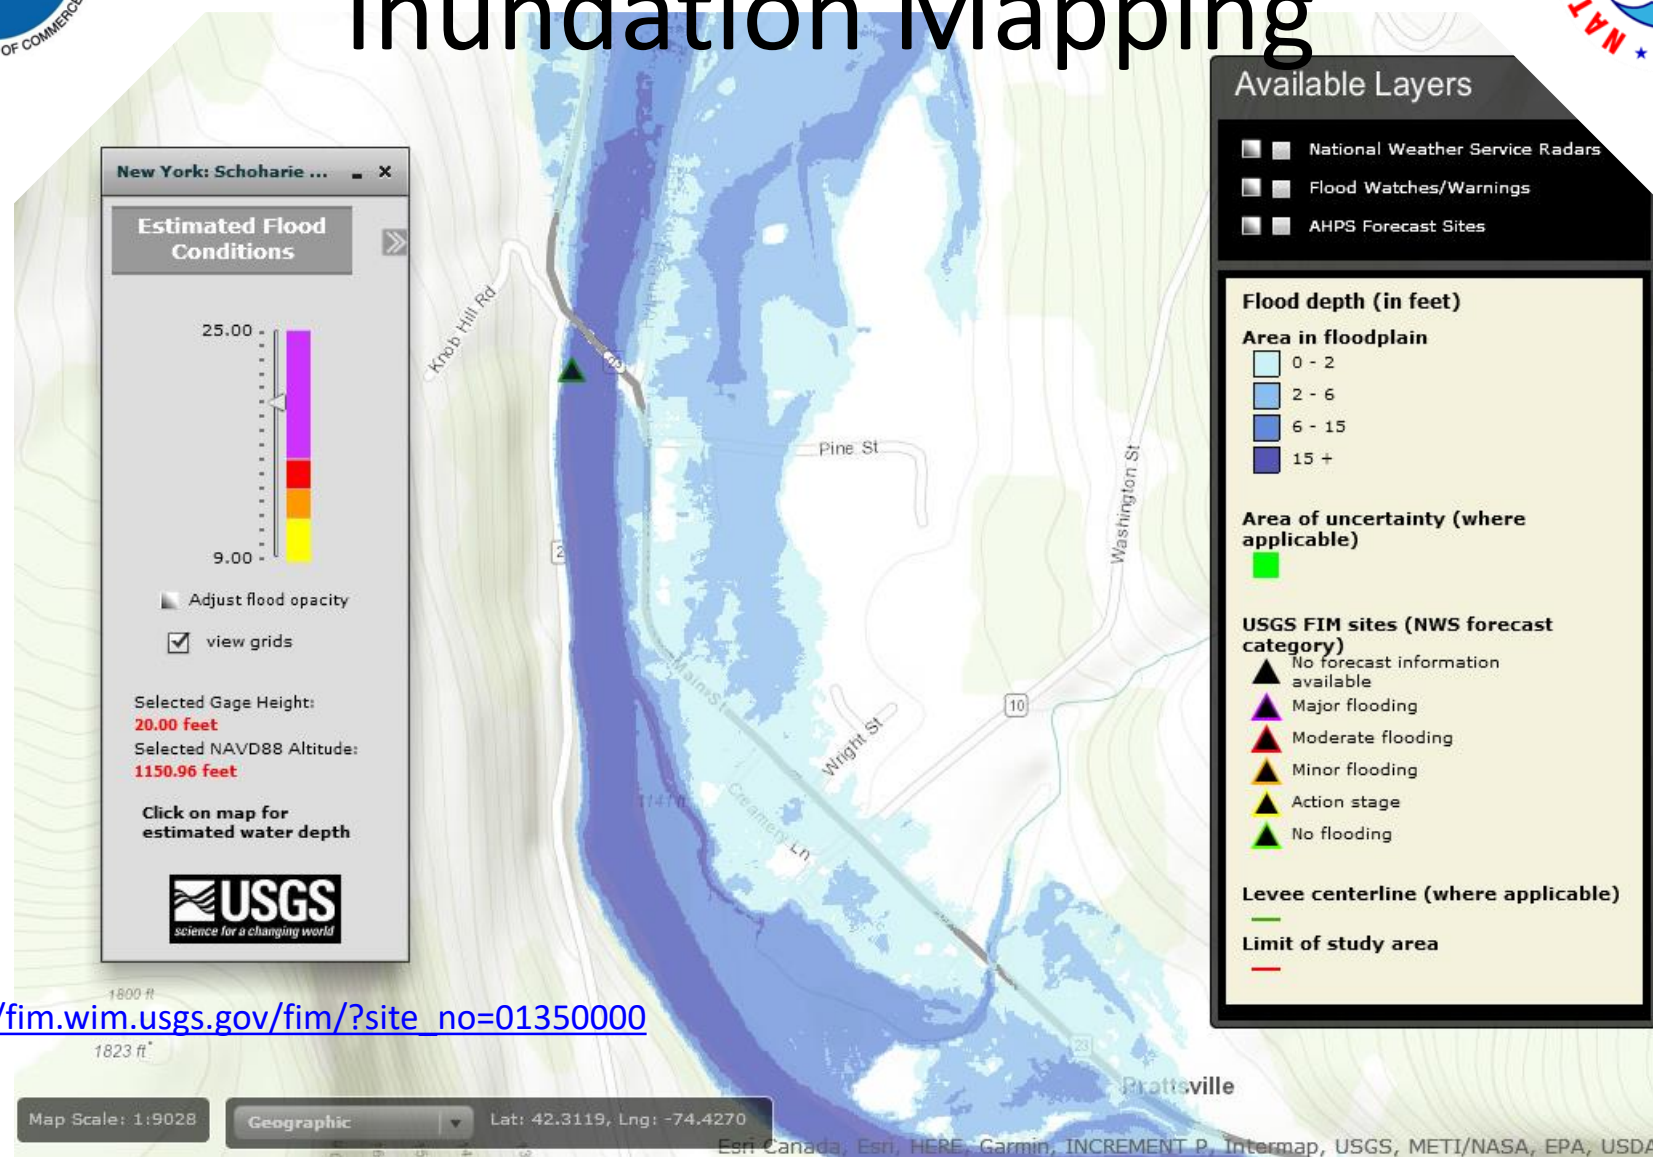 Inundation Mapping
OF COMMERCE
NAT
New York: Schoharie ...
Estimated Flood
Conditions
25.00
9.00
Adjust flood opacity
view grids
Selected Gage Height:
20.00 feet
Selected NAVD88 Altitude:
1150.96 feet
Click on map for
estimated water depth
USGS
science for a changing world
Knob Hill Rd
23
Pine St
Washington St
2
Main St
Wright St
10
Creamery Ln
1141 ft
23
Prattsville
1800 ft
/fim.wim.usgs.gov/fim/?site_no=01350000
1823 ft
Available Layers
National Weather Service Radars
Flood Watches/Warnings
AHPS Forecast Sites
Flood depth (in feet)
Area in floodplain
0 - 2
2 - 6
6 - 15
15 +
Area of uncertainty (where
applicable)
USGS FIM sites (NWS forecast
category)
No forecast information
available
Major flooding
Moderate flooding
Minor flooding
Action stage
No flooding
Levee centerline (where applicable)
Limit of study area
Map Scale: 1:9028
Geographic
Lat: 42.3119, Lng: -74.4270
Esri Canada, Esri, HERE, Garmin, INCREMENT P, Intermap, USGS, METI/NASA, EPA, USDA